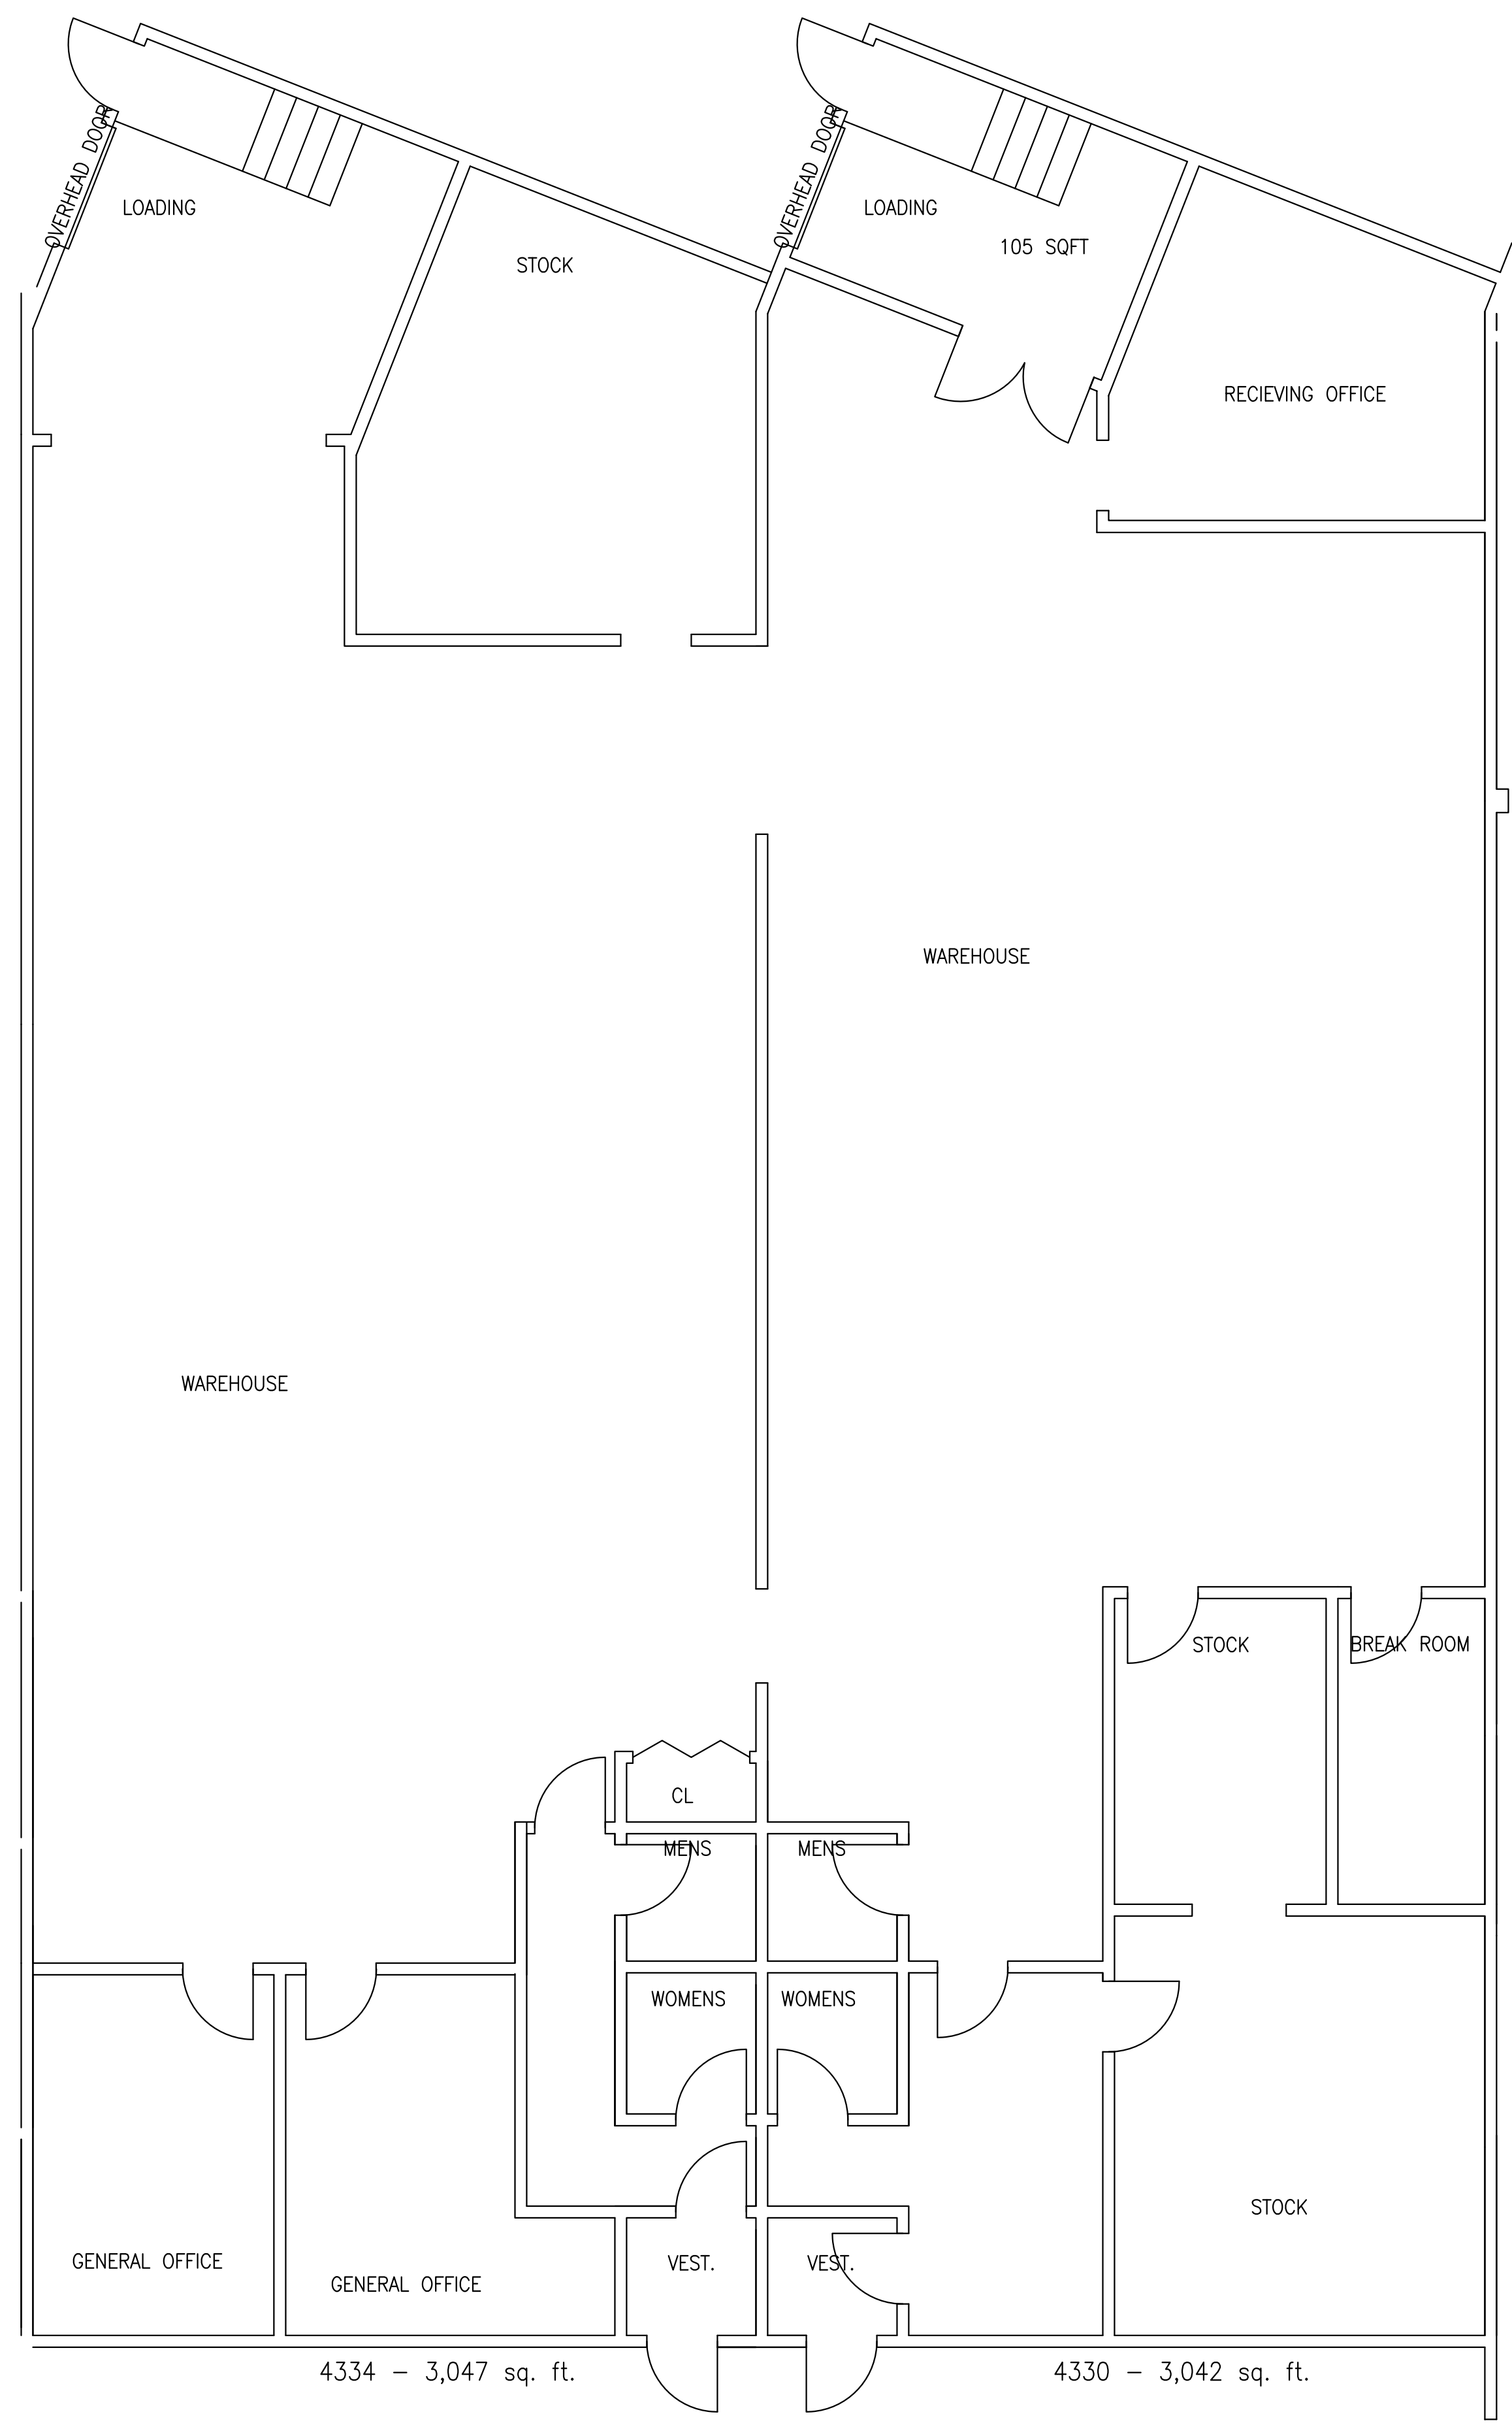 OVERHEAD DOOR
LOADING
STOCK
OVERHEAD DOOR
LOADING
105 SQFT
RECIEVING OFFICE
WAREHOUSE
WAREHOUSE
STOCK
BREAK ROOM
CL
MENS
MENS
WOMENS
WOMENS
STOCK
GENERAL OFFICE
GENERAL OFFICE
VEST.
VEST.
4334 - 3,047 sq. ft.
4330 - 3,042 sq. ft.